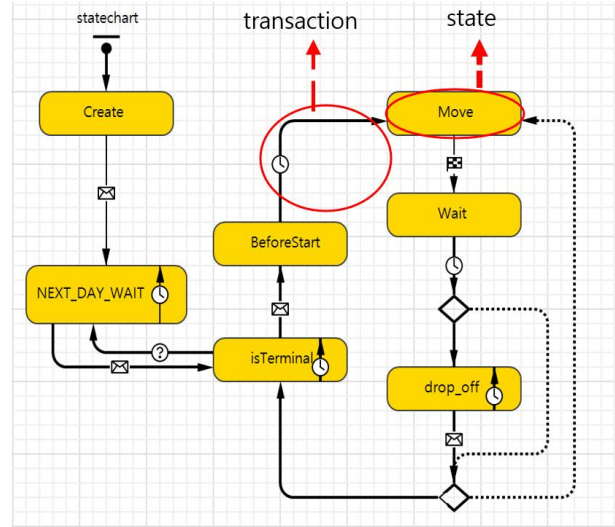 transaction
state
statechart
Create
Move
Wait
BeforeStart
NEXT_DAY_WAIT
?
isTerminal
drop_off